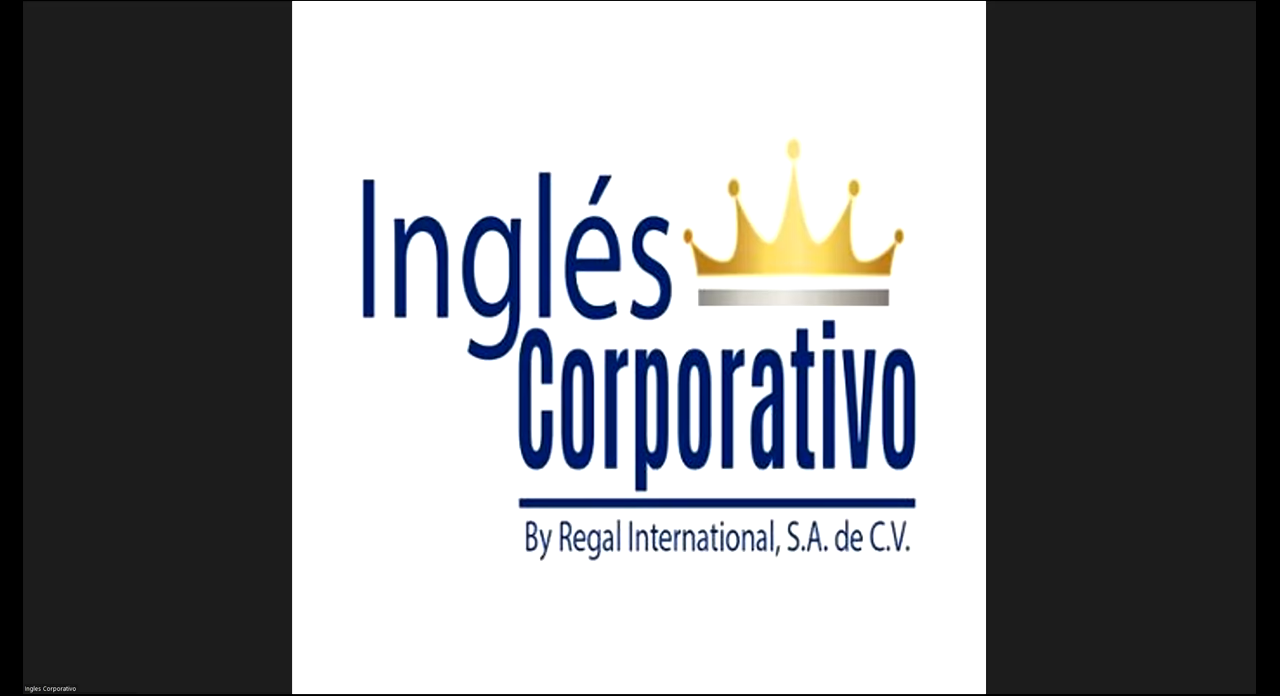 Inglés
Corporativo
By Regal International, S.A. de C.V.
Ingles Corporativo